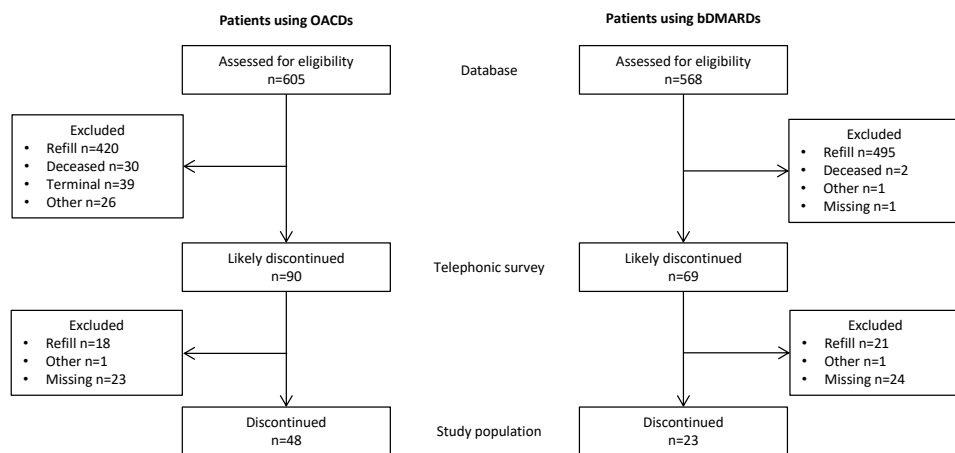 Patients using OACDs
Patients using bDMARDs
Assessed for eligibility
n=605
Database
Assessed for eligibility
n=568
Excluded
• Refill n=420
• Deceased n=30
• Terminal n=39
• Other n=26
Excluded
• Refill n=495
• Deceased n=2
• Other n=1
• Missing n=1
Likely discontinued
n=90
Telephonic survey
Likely discontinued
n=69
Excluded
• Refill n=18
• Other n=1
• Missing n=23
Excluded
• Refill n=21
• Other n=1
• Missing n=24
Discontinued
n=48
Study population
Discontinued
n=23